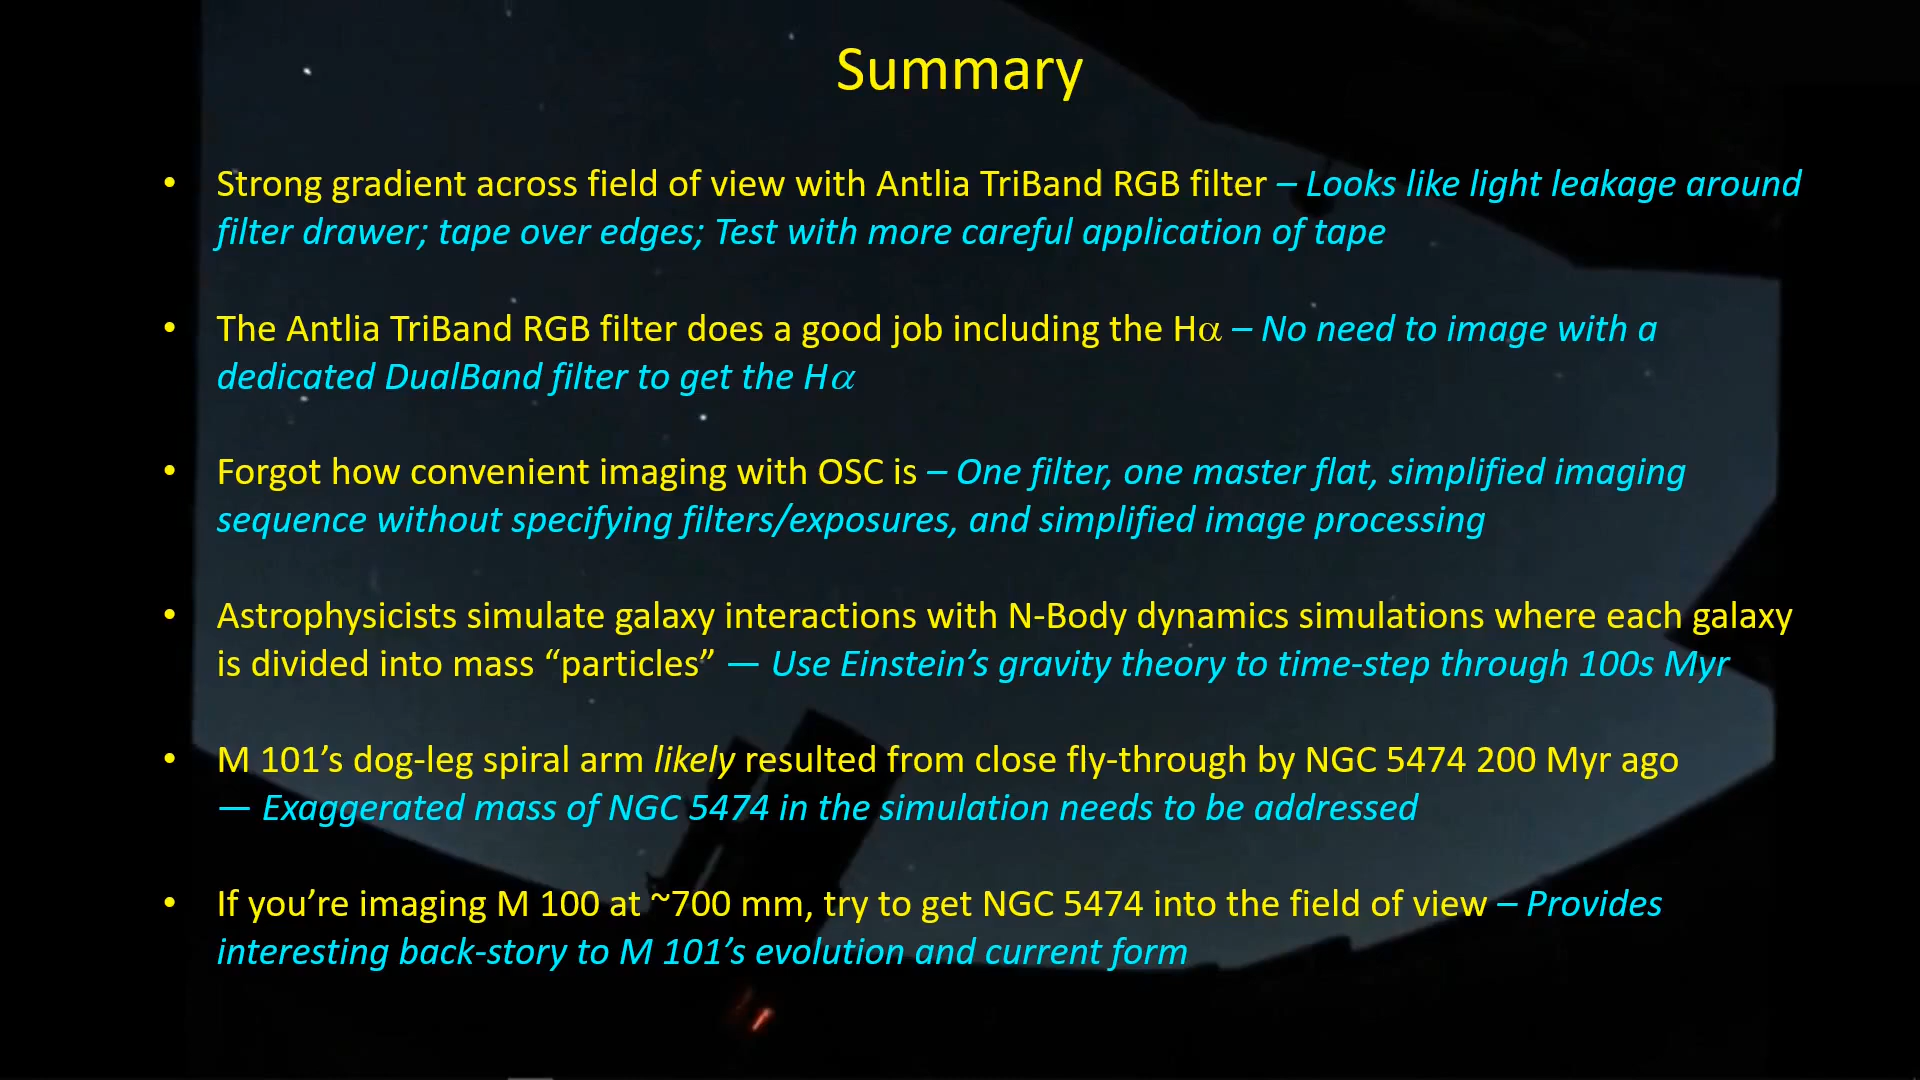 Summary
• Strong gradient across field of view with Antlia TriBand RGB filter – Looks like light leakage around
filter drawer; tape over edges; Test with more careful application of tape
• The Antlia TriBand RGB filter does a good job including the Hα – No need to image with a
dedicated DualBand filter to get the Hα
• Forgot how convenient imaging with OSC is – One filter, one master flat, simplified imaging
sequence without specifying filters/exposures, and simplified image processing
• Astrophysicists simulate galaxy interactions with N-Body dynamics simulations where each galaxy
is divided into mass “particles” — Use Einstein’s gravity theory to time-step through 100s Myr
• M 101’s dog-leg spiral arm likely resulted from close fly-through by NGC 5474 200 Myr ago
— Exaggerated mass of NGC 5474 in the simulation needs to be addressed
• If you’re imaging M 100 at ~700 mm, try to get NGC 5474 into the field of view – Provides
interesting back-story to M 101’s evolution and current form